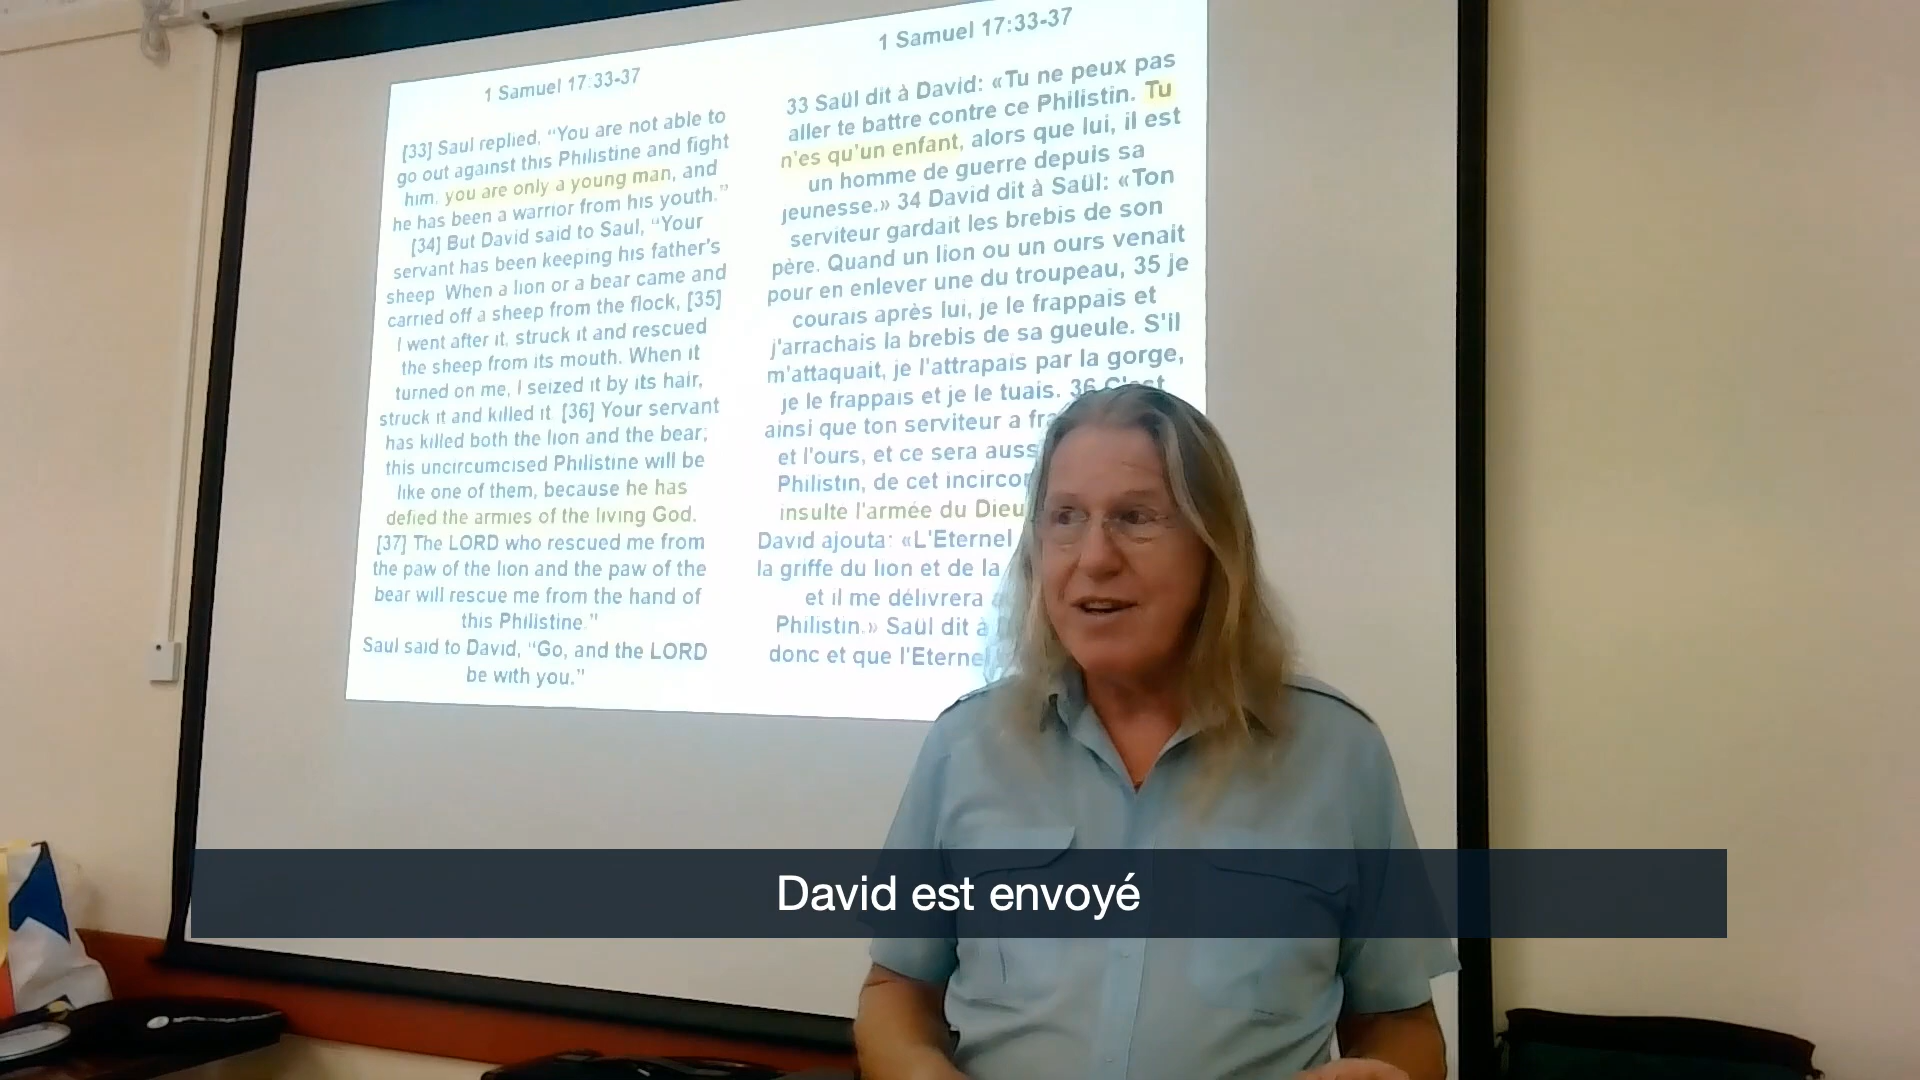 1 Samuel 17:33-37
[33] Saul replied, “You are not able to
go out against this Philistine and fight
him, you are only a young man, and
he has been a warrior from his youth.”
[34] But David said to Saul, “Your
servant has been keeping his father's
sheep. When a lion or a bear came and
carried off a sheep from the flock, [35]
I went after it, struck it and rescued
the sheep from its mouth. When it
turned on me, I seized it by its hair,
struck it and killed it. [36] Your servant
has killed both the lion and the bear;
this uncircumcised Philistine will be
like one of them, because he has
defied the armies of the living God.
[37] The LORD who rescued me from
the paw of the lion and the paw of the
bear will rescue me from the hand of
this Philistine.”
Saul said to David, “Go, and the LORD
be with you.”
1 Samuel 17:33-37
33 Saül dit à David: «Tu ne peux pas
aller te battre contre ce Philistin. Tu
n'es qu'un enfant, alors que lui, il est
un homme de guerre depuis sa
jeunesse.» 34 David dit à Saül: «Ton
serviteur gardait les brebis de son
père. Quand un lion ou un ours venait
pour en enlever une du troupeau, 35 je
courais après lui, je le frappais et
j'arrachais la brebis de sa gueule. S'il
m'attaquait, je l'attrapais par la gorge,
je le frappais et je le tuais. 36 C'est
ainsi que ton serviteur a
et l'ours, et ce sera
Philistin, de cet
insulte l'armée du Dieu
David ajouta: «L'Eternel
la griffe du lion et de la
et il me délivrera
Philistin.» Saül dit à
donc et que l'Eternel
David est envoyé